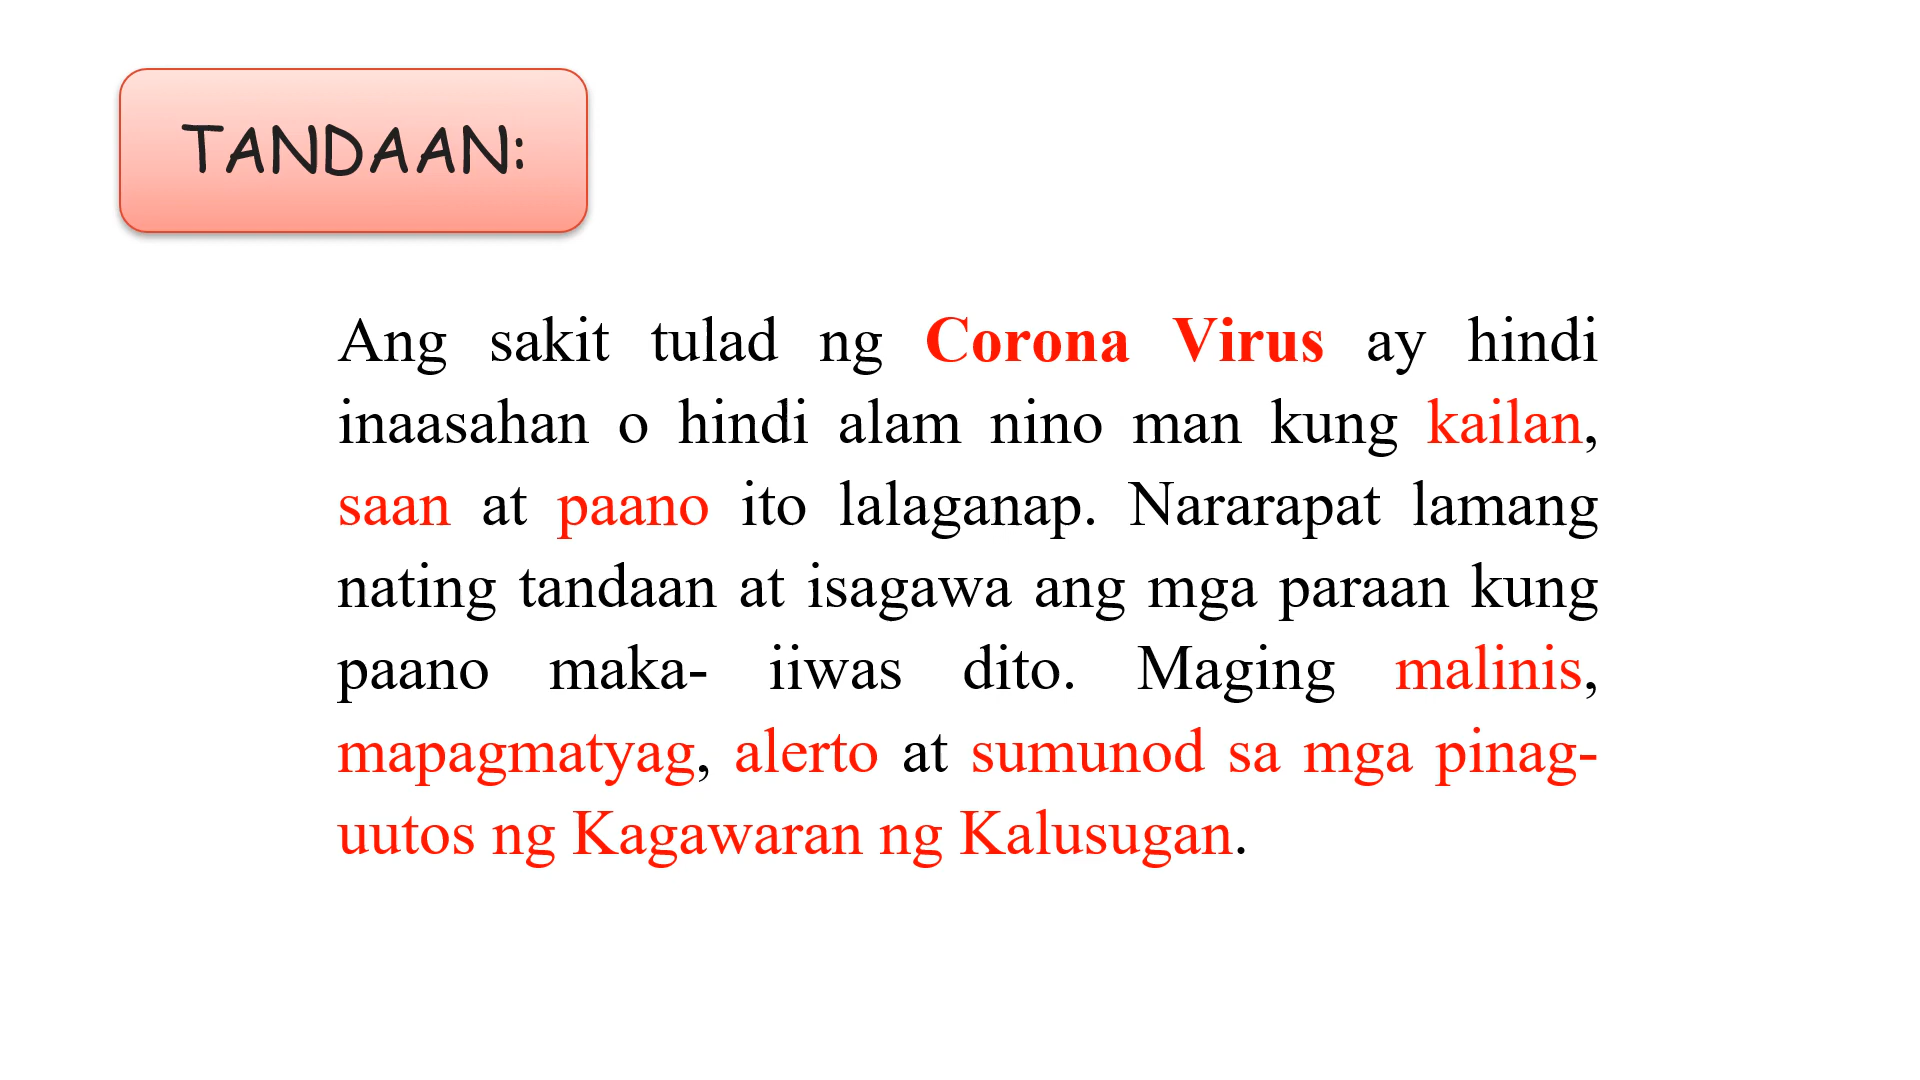 TANDAAN:
Ang sakit tulad ng Corona Virus ay hindi
inaasahan o hindi alam nino man kung kailan,
saan at paano ito lalaganap. Nararapat lamang
nating tandaan at isagawa ang mga paraan kung
paano maka- iiwas dito. Maging malinis,
mapagmatyag, alerto at sumunod sa mga pinag-
uutos ng Kagawaran ng Kalusugan.